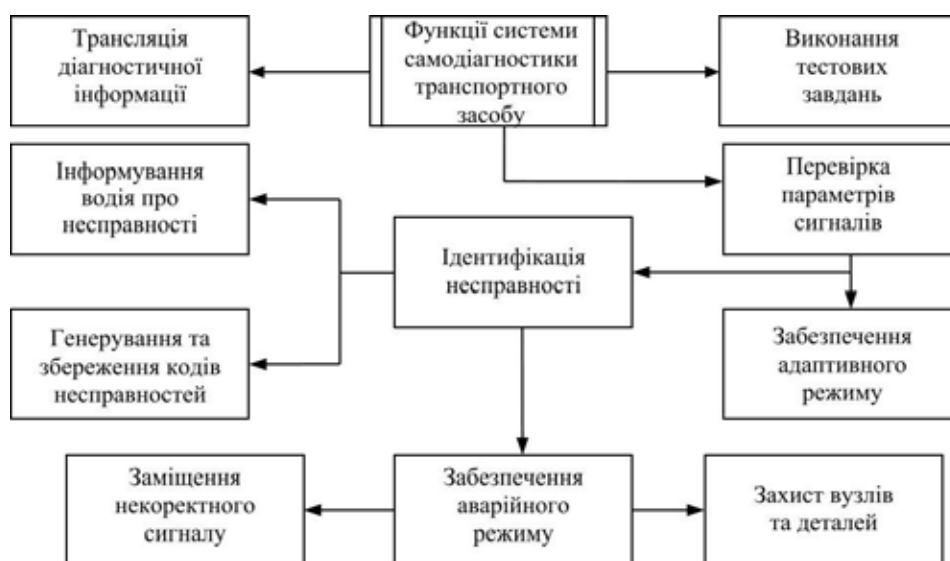 Трансляція
діагностичної
інформації
Функції системи
самодіагностики
транспортного
засобу
Виконання
тестових
завдань
Інформування
водія про
несправності
Перевірка
параметрів
сигналів
Ідентифікація
несправності
Генерування та
збереження кодів
несправностей
Забезпечення
адаптивного
режиму
Заміщення
некоректного
сигналу
Забезпечення
аварійного
режиму
Захист вузлів
та деталей